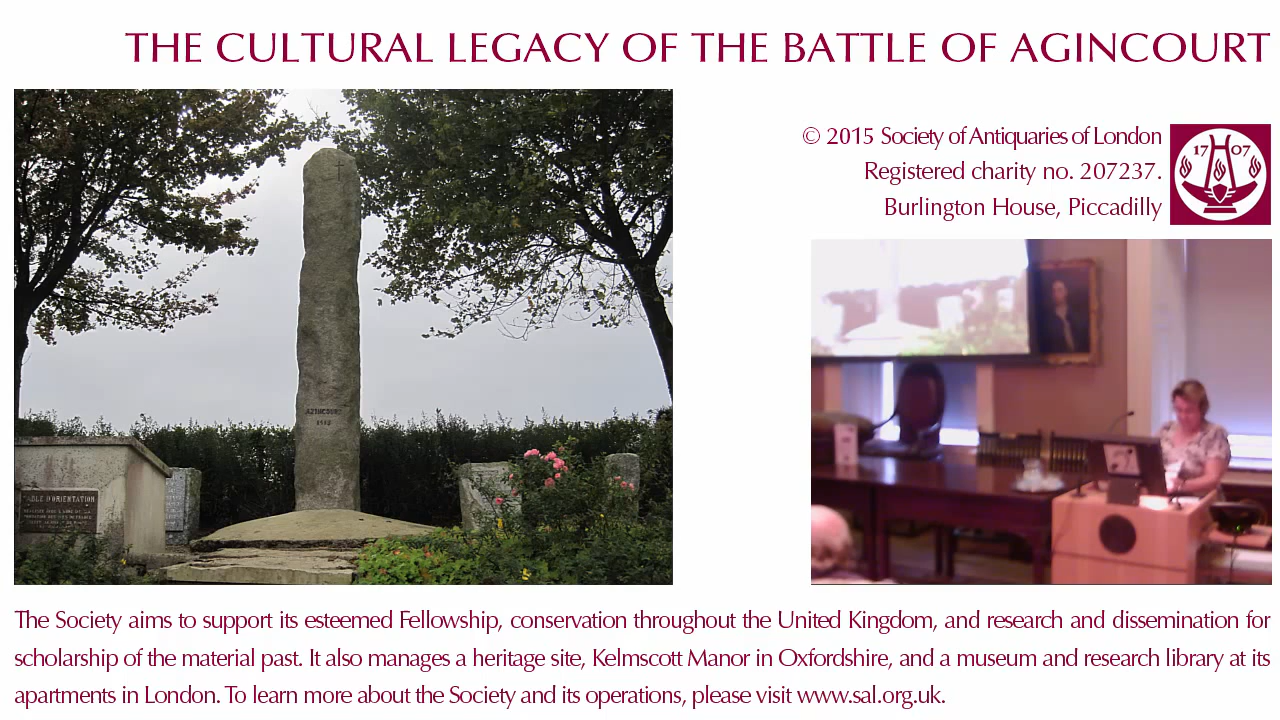 THE CULTURAL LEGACY OF THE BATTLE OF AGINCOURT
© 2015 Society of Antiquaries of London
Registered charity no. 207237.
Burlington House, Piccadilly
17 07
AZINCOURT
TABLE D'ORIENTATION
The Society aims to support its esteemed Fellowship, conservation throughout the United Kingdom, and research and dissemination for
scholarship of the material past. It also manages a heritage site, Kelmscott Manor in Oxfordshire, and a museum and research library at its
apartments in London. To learn more about the Society and its operations, please visit www.sal.org.uk.